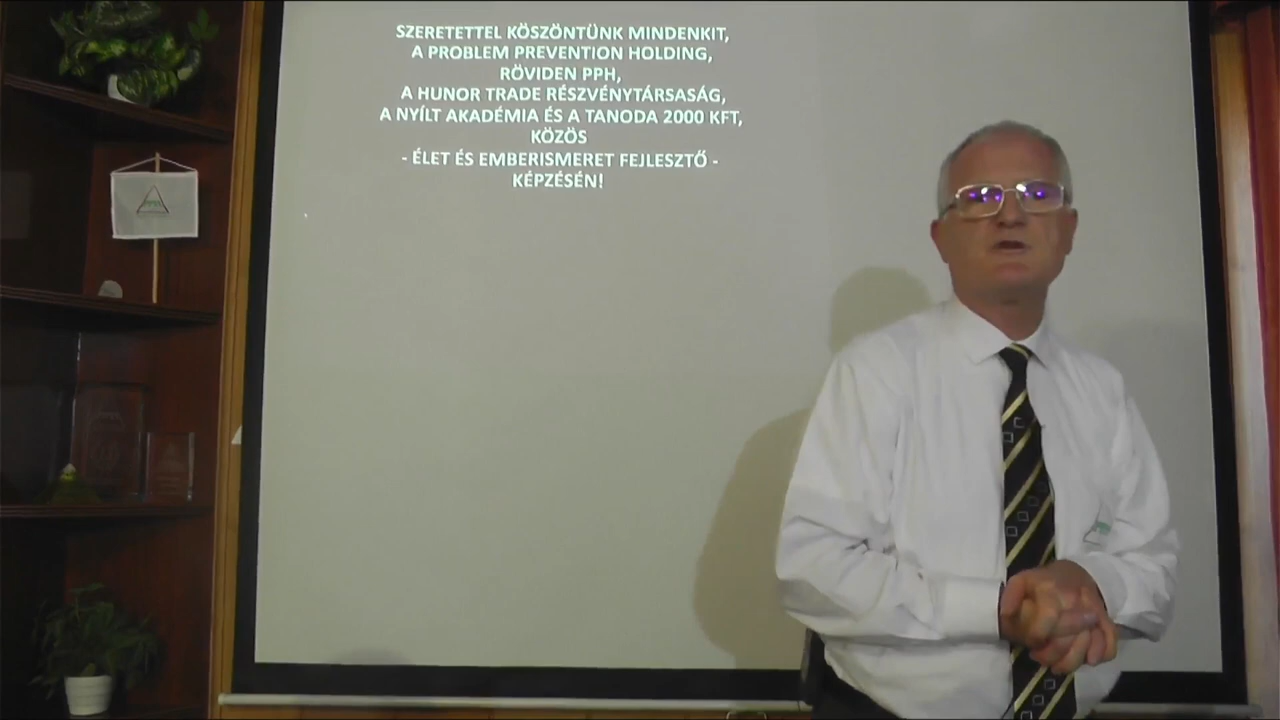 SZERETETTEL KÖSZÖNTÜNK MINDENKIT,
A PROBLEM PREVENTION HOLDING,
RÖVIDEN PPH,
A HUNOR TRADE RÉSZVÉNYTÁRSASÁG,
A NYÍLT AKADÉMIA ÉS A TANODA 2000 KFT,
KÖZÖS
- ÉLET ÉS EMBERISMERET FEJLESZTŐ -
KÉPZÉSÉN!